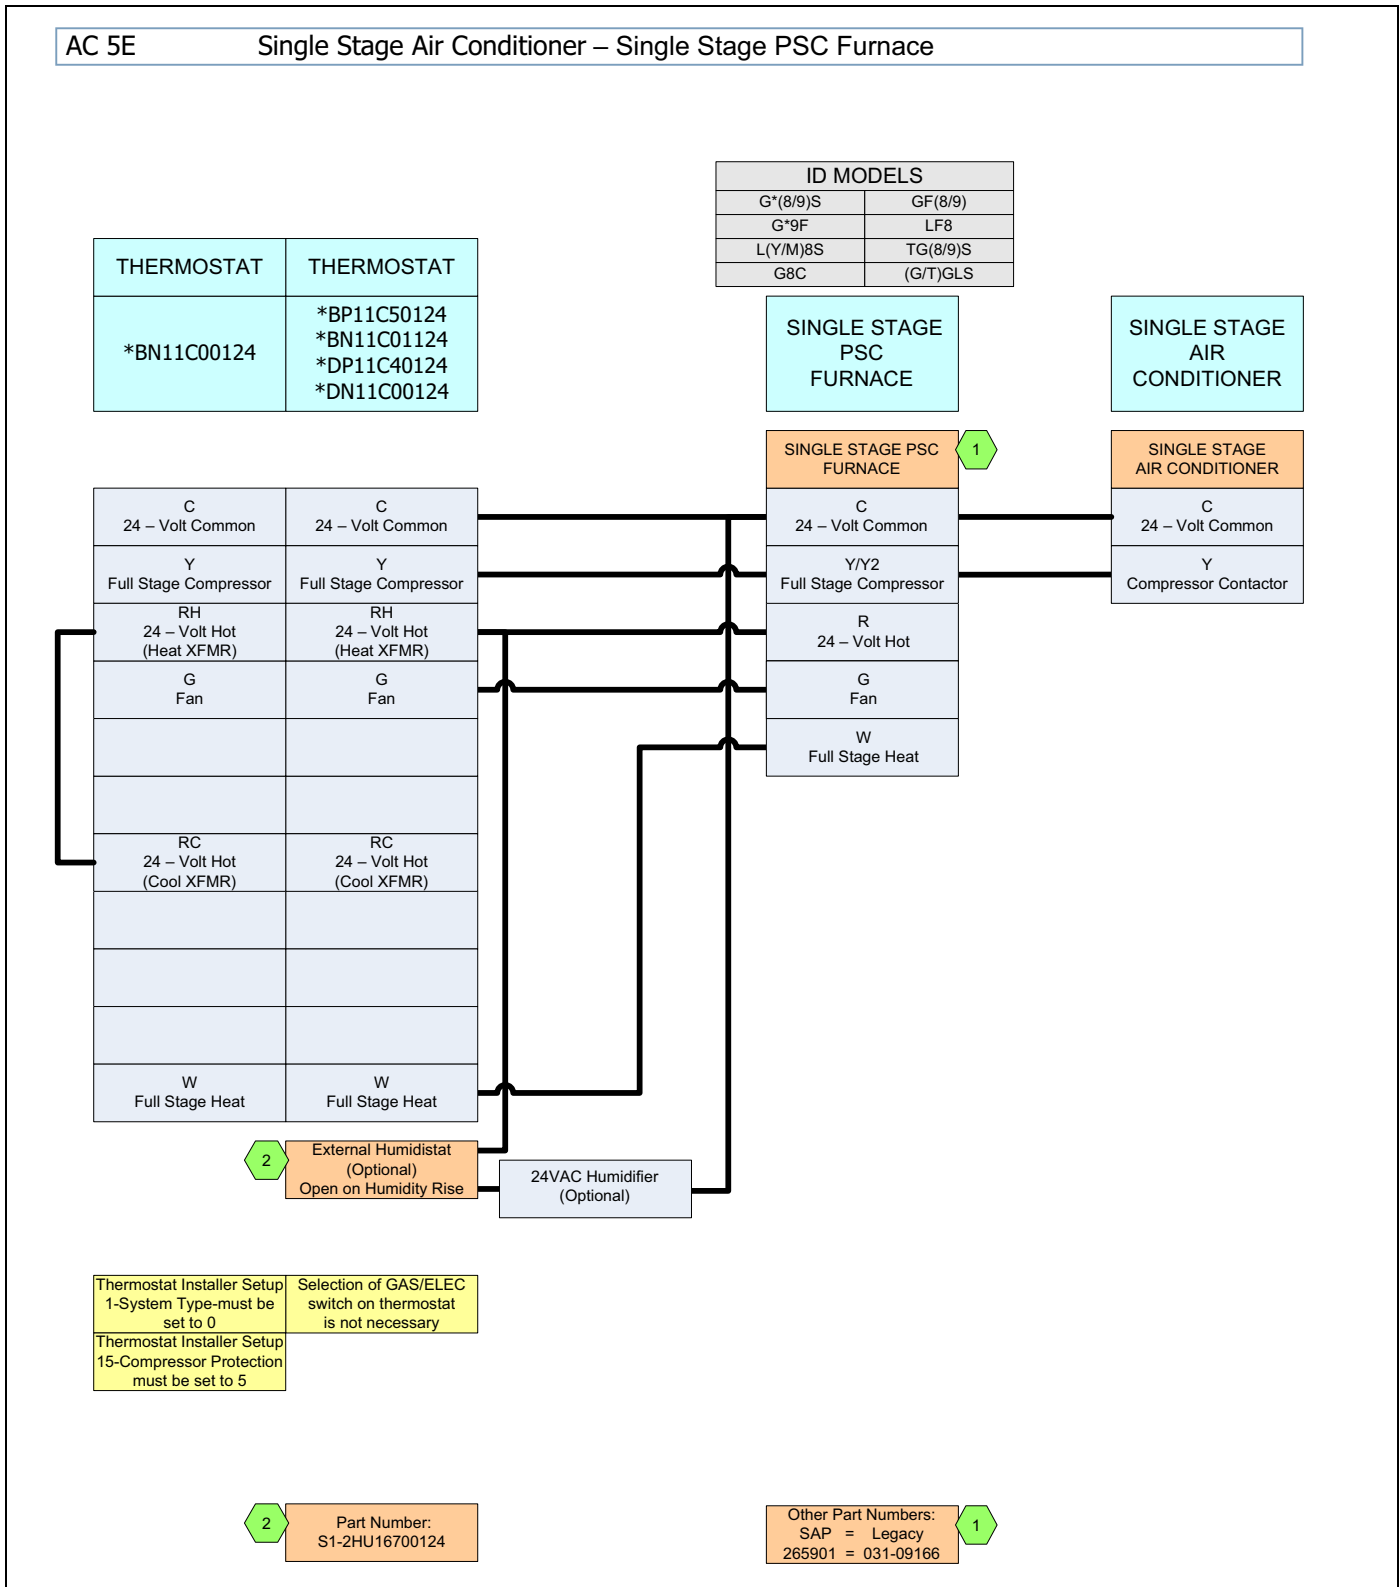 AC 5E Single Stage Air Conditioner – Single Stage PSC Furnace
ID MODELS
G*(8/9)S GF(8/9)
G*9F LF8
L(Y/M)8S TG(8/9)S
G8C (G/T)GLS
THERMOSTAT THERMOSTAT
*BN11C00124
*BP11C50124
*BN11C01124
*DP11C40124
*DN11C00124
SINGLE STAGE
PSC
FURNACE
SINGLE STAGE
AIR
CONDITIONER
SINGLE STAGE PSC
FURNACE
1
SINGLE STAGE
AIR CONDITIONER
C
24 – Volt Common
C
24 – Volt Common
C
24 – Volt Common
C
24 – Volt Common
Y
Full Stage Compressor
Y
Full Stage Compressor
Y/Y2
Full Stage Compressor
Y
Compressor Contactor
RH
24 – Volt Hot
(Heat XFMR)
RH
24 – Volt Hot
(Heat XFMR)
R
24 – Volt Hot
G
Fan
G
Fan
G
Fan
W
Full Stage Heat
RC
24 – Volt Hot
(Cool XFMR)
RC
24 – Volt Hot
(Cool XFMR)
W
Full Stage Heat
W
Full Stage Heat
2
External Humidistat
(Optional)
Open on Humidity Rise
24VAC Humidifier
(Optional)
Thermostat Installer Setup
1-System Type-must be
set to 0
Selection of GAS/ELEC
switch on thermostat
is not necessary
Thermostat Installer Setup
15-Compressor Protection
must be set to 5
2
Part Number:
S1-2HU16700124
Other Part Numbers:
SAP = Legacy
265901 = 031-09166
1